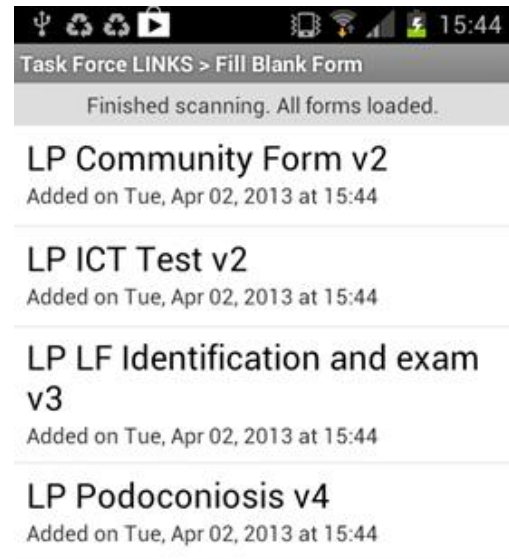 15:44
Task Force LINKS > Fill Blank Form
Finished scanning. All forms loaded.
LP Community Form v2
Added on Tue, Apr 02, 2013 at 15:44
LP ICT Test v2
Added on Tue, Apr 02, 2013 at 15:44
LP LF Identification and exam
v3
Added on Tue, Apr 02, 2013 at 15:44
LP Podoconiosis v4
Added on Tue, Apr 02, 2013 at 15:44